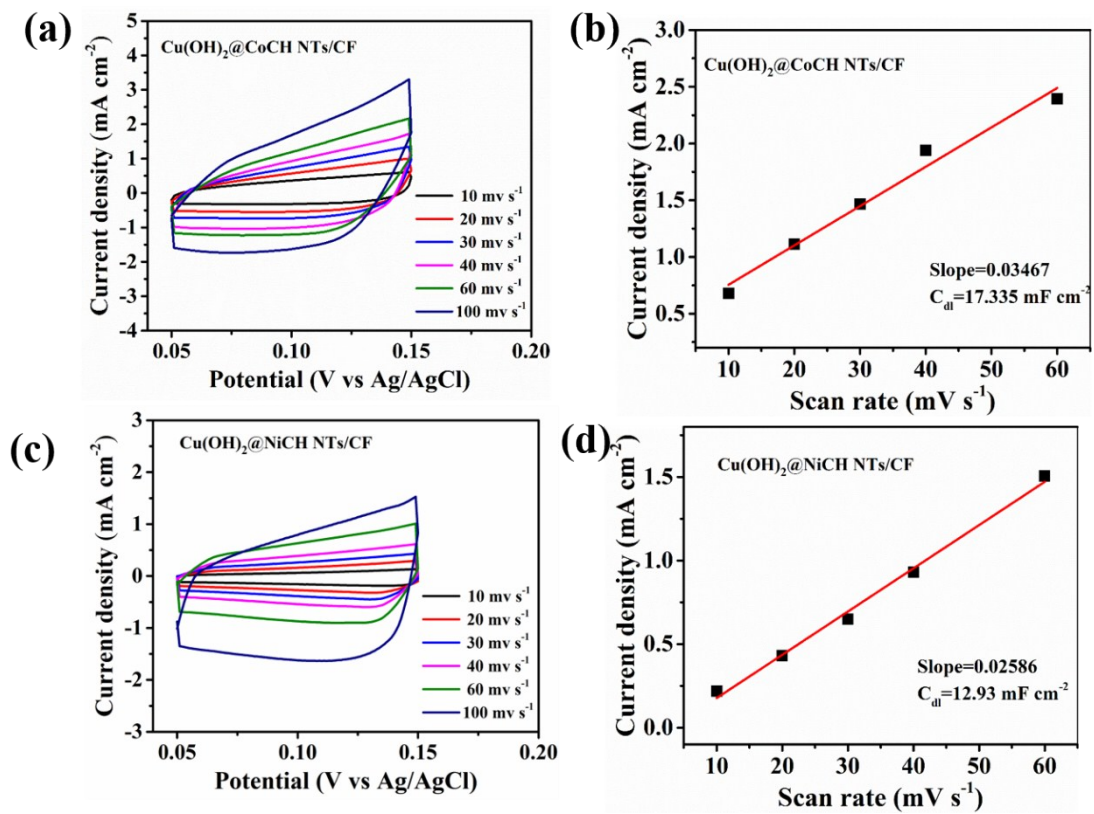 (a)
Cu(OH)₂@CoCH NTs/CF
Current density (mA cm⁻²)
4
3
2
1
0
-1
-2
-3
-4
10 mv s⁻¹
20 mv s⁻¹
30 mv s⁻¹
40 mv s⁻¹
60 mv s⁻¹
100 mv s⁻¹
0.05
0.10
0.15
0.20
Potential (V vs Ag/AgCl)
(b)
Cu(OH)₂@CoCH NTs/CF
Current density (mA cm⁻²)
3.0
2.5
2.0
1.5
1.0
0.5
Slope=0.03467
C_dl=17.335 mF cm⁻²
10
20
30
40
50
60
Scan rate (mV s⁻¹)
(c)
Cu(OH)₂@NiCH NTs/CF
Current density (mA cm⁻²)
3
2
1
0
-1
-2
-3
10 mv s⁻¹
20 mv s⁻¹
30 mv s⁻¹
40 mv s⁻¹
60 mv s⁻¹
100 mv s⁻¹
0.05
0.10
0.15
0.20
Potential (V vs Ag/AgCl)
(d)
Cu(OH)₂@NiCH NTs/CF
Current density (mA cm⁻²)
1.5
1.0
0.5
0.0
Slope=0.02586
C_dl=12.93 mF cm⁻²
10
20
30
40
50
60
Scan rate (mV s⁻¹)